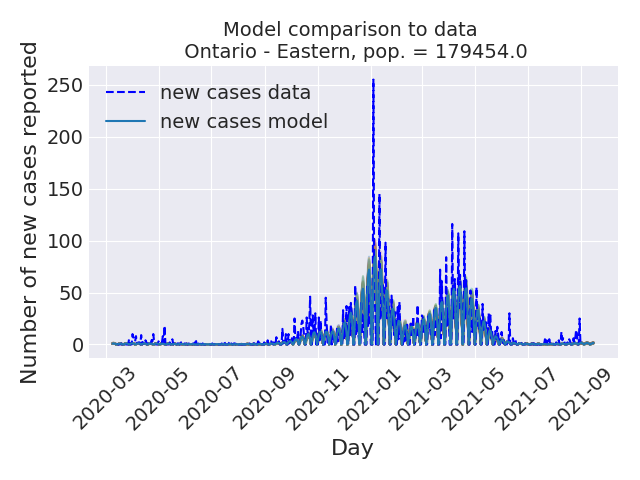 Model comparison to data
Ontario - Eastern, pop. = 179454.0
Number of new cases reported
250
200
150
100
50
0
new cases data
new cases model
2020-03
2020-05
2020-07
2020-09
2020-11
2021-01
2021-03
2021-05
2021-07
2021-09
Day